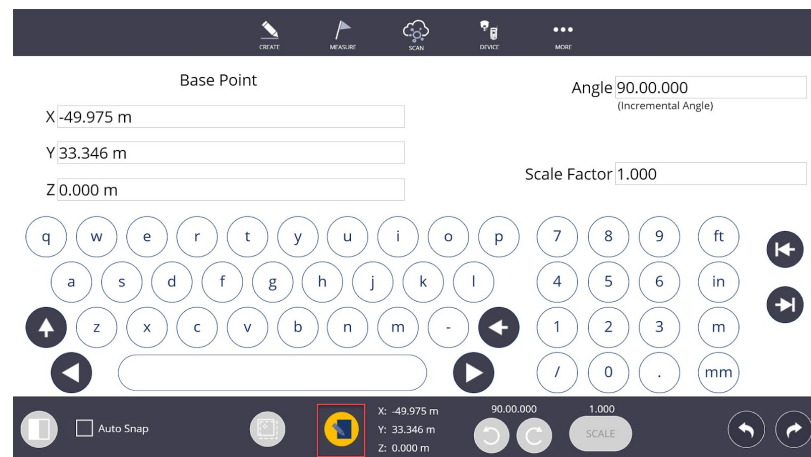 CREATE MEASURE SCAN DEVICE MORE
Base Point
Angle 90.00.000
(Incremental Angle)
X -49.975 m
Y 33.346 m
Scale Factor 1.000
Z 0.000 m
q w e r t y u i o p 7 8 9 ft
a s d f g h j k l 4 5 6 in
z x c v b n m - 1 2 3 m
/ 0 . mm
X: -49.975 m 90.00.000 1.000
Auto Snap Y: 33.346 m SCALE
Z: 0.000 m